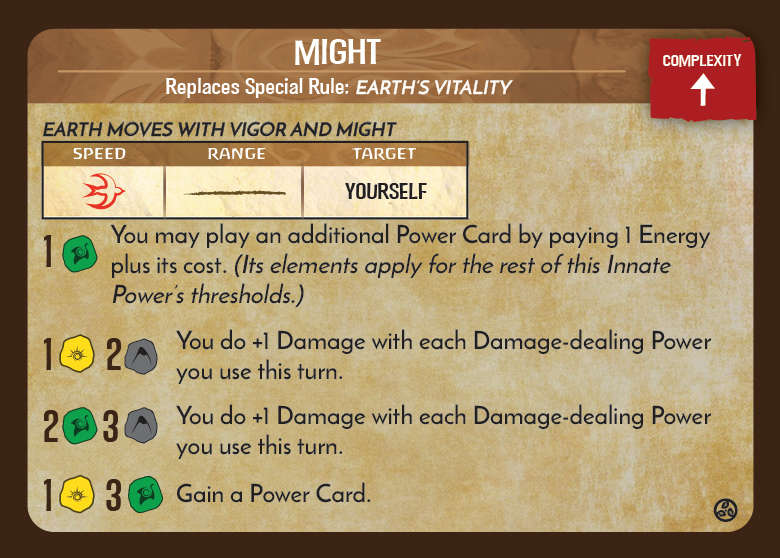 MIGHT
Replaces Special Rule: EARTH'S VITALITY
COMPLEXITY
EARTH MOVES WITH VIGOR AND MIGHT
SPEED RANGE TARGET
YOURSELF
1 You may play an additional Power Card by paying 1 Energy
plus its cost. (Its elements apply for the rest of this Innate
Power's thresholds.)
1 2 You do +1 Damage with each Damage-dealing Power
you use this turn.
2 3 You do +1 Damage with each Damage-dealing Power
you use this turn.
1 3 Gain a Power Card.